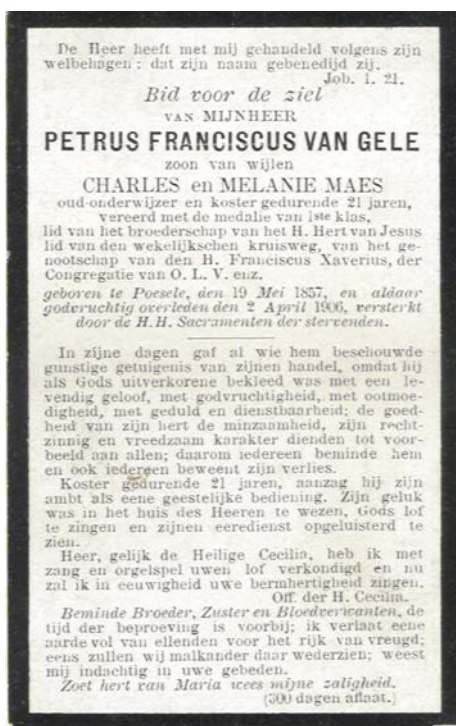 De Heer heeft met mij gehandeld volgens zijn
welbehagen : dat zijn naam gebenedijd zij.
Job. 1. 21.
Bid voor de ziel
VAN MIJNHEER
PETRUS FRANCISCUS VAN GELE
zoon van wijlen
CHARLES en MELANIE MAES
oud-onderwijzer en koster gedurende 21 jaren,
vereerd met de medalie van 1ste klas,
lid van het broederschap van het H. Hert van Jesus
lid van den wekelijkschen kruisweg, van het ge-
nootschap van den H. Franciscus Xaverius, der
Congregatie van O. L. V. enz.
geboren te Poesele, den 19 Mei 1857, en aldaar
godvruchtig overleden den 2 April 1906, versterkt
door de H.H. Sacramenten der stervenden.
In zijne dagen gaf al wie hem beschouwde
gunstige getuigenis van zijnen handel, omdat hij
als Gods uitverkorene bekleed was met een le-
vendig geloof, met godvruchtigheid, met ootmoe-
digheid, met geduld en dienstbaarheid; de goed-
heid van zijn hert de minzaamheid, zijn recht-
zinnig en vreedzaam karakter dienden tot voor-
beeld aan allen; daarom iedereen beminde hem
en ook iedereen beweent zijn verlies.
Koster gedurende 21 jaren, aanzag hij zijn
ambt als eene geestelijke bediening. Zijn geluk
was in het huis des Heeren te wezen, Gods lof
te zingen en zijnen eeredienst opgeluisterd te
zien.
Heer, gelijk de Heilige Cecilia, heb ik met
zang en orgelspel uwen lof verkondigd en nu
zal ik in eeuwigheid uwe bermhertigheid zingen.
Off. der H. Cecilia.
Beminde Broeder, Zuster en Bloedverwanten, de
tijd der beproeving is voorbij; ik verlaat eene
aarde vol van ellenden voor het rijk van vreugd;
eens zullen wij malkander daar wederzien; weest
mij indachtig in uwe gebeden.
Zoet hert van Maria wees mijne zaligheid.
(300 dagen aflaat.)